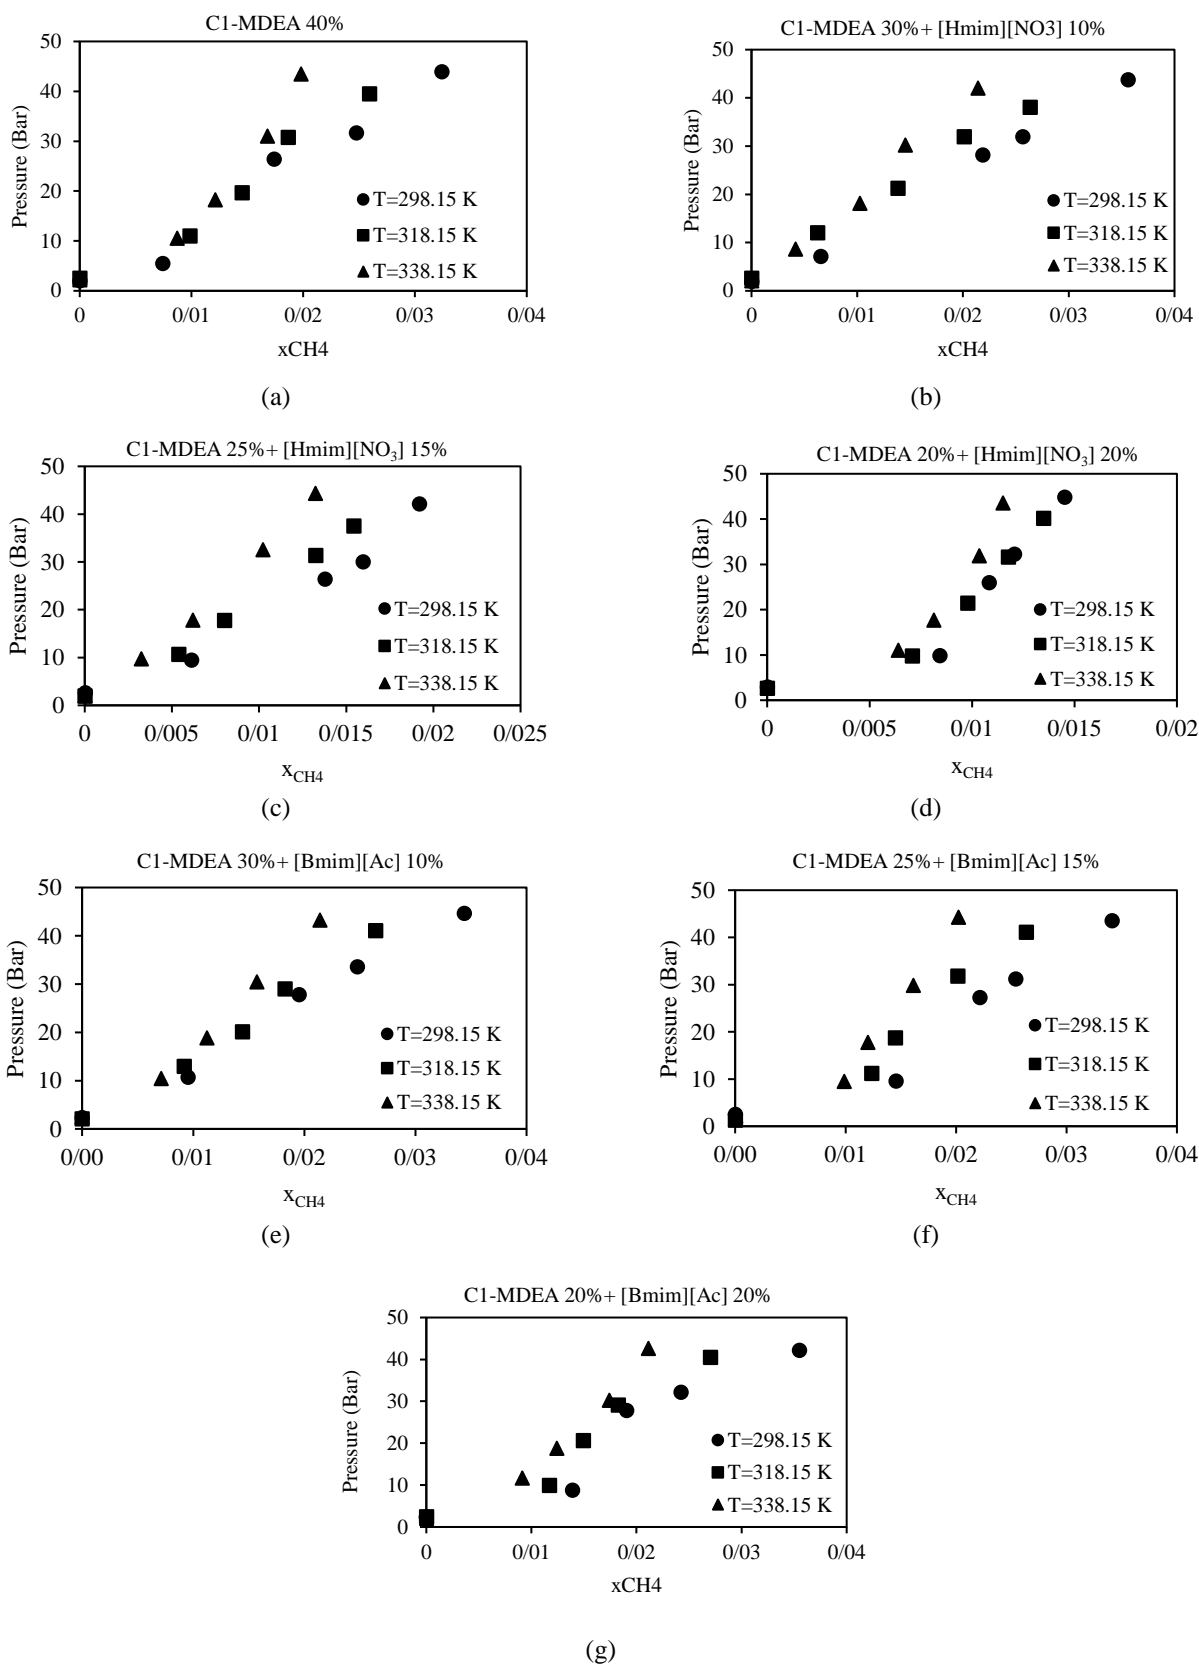 C1-MDEA 40%
50
40
30
20
10
0
Pressure (Bar)
T=298.15 K
T=318.15 K
T=338.15 K
0 0/01 0/02 0/03 0/04
xCH4
(a)
C1-MDEA 30%+ [Hmim][NO3] 10%
50
40
30
20
10
0
Pressure (Bar)
T=298.15 K
T=318.15 K
T=338.15 K
0 0/01 0/02 0/03 0/04
xCH4
(b)
C1-MDEA 25%+ [Hmim][NO₃] 15%
50
40
30
20
10
0
Pressure (Bar)
T=298.15 K
T=318.15 K
T=338.15 K
0 0/005 0/01 0/015 0/02 0/025
x_CH4
(c)
C1-MDEA 20%+ [Hmim][NO₃] 20%
50
40
30
20
10
0
Pressure (Bar)
T=298.15 K
T=318.15 K
T=338.15 K
0 0/005 0/01 0/015 0/02
x_CH4
(d)
C1-MDEA 30%+ [Bmim][Ac] 10%
50
40
30
20
10
0
Pressure (Bar)
T=298.15 K
T=318.15 K
T=338.15 K
0/00 0/01 0/02 0/03 0/04
x_CH4
(e)
C1-MDEA 25%+ [Bmim][Ac] 15%
50
40
30
20
10
0
Pressure (Bar)
T=298.15 K
T=318.15 K
T=338.15 K
0/00 0/01 0/02 0/03 0/04
x_CH4
(f)
C1-MDEA 20%+ [Bmim][Ac] 20%
50
40
30
20
10
0
Pressure (Bar)
T=298.15 K
T=318.15 K
T=338.15 K
0 0/01 0/02 0/03 0/04
xCH4
(g)